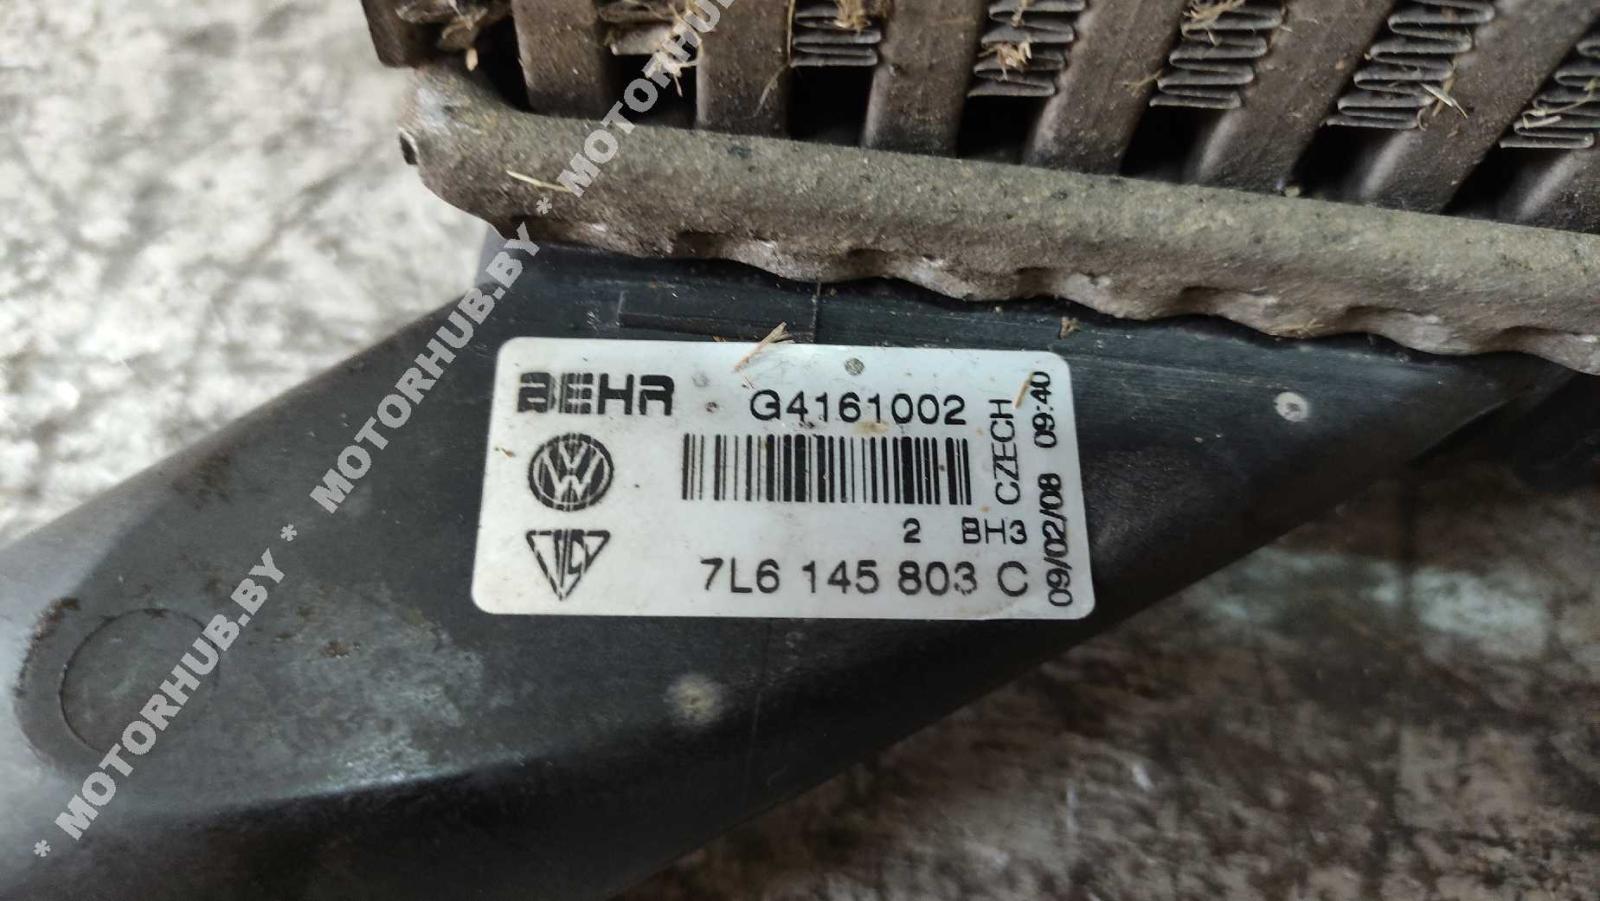 BEHR G4161002
VW
CZECH
2 BH3
7L6 145 803 C
09/02/08 09:40
* MOTORHUB.BY * MOTORHUB.BY * MOTORHUB.BY * MOTORHUB.BY